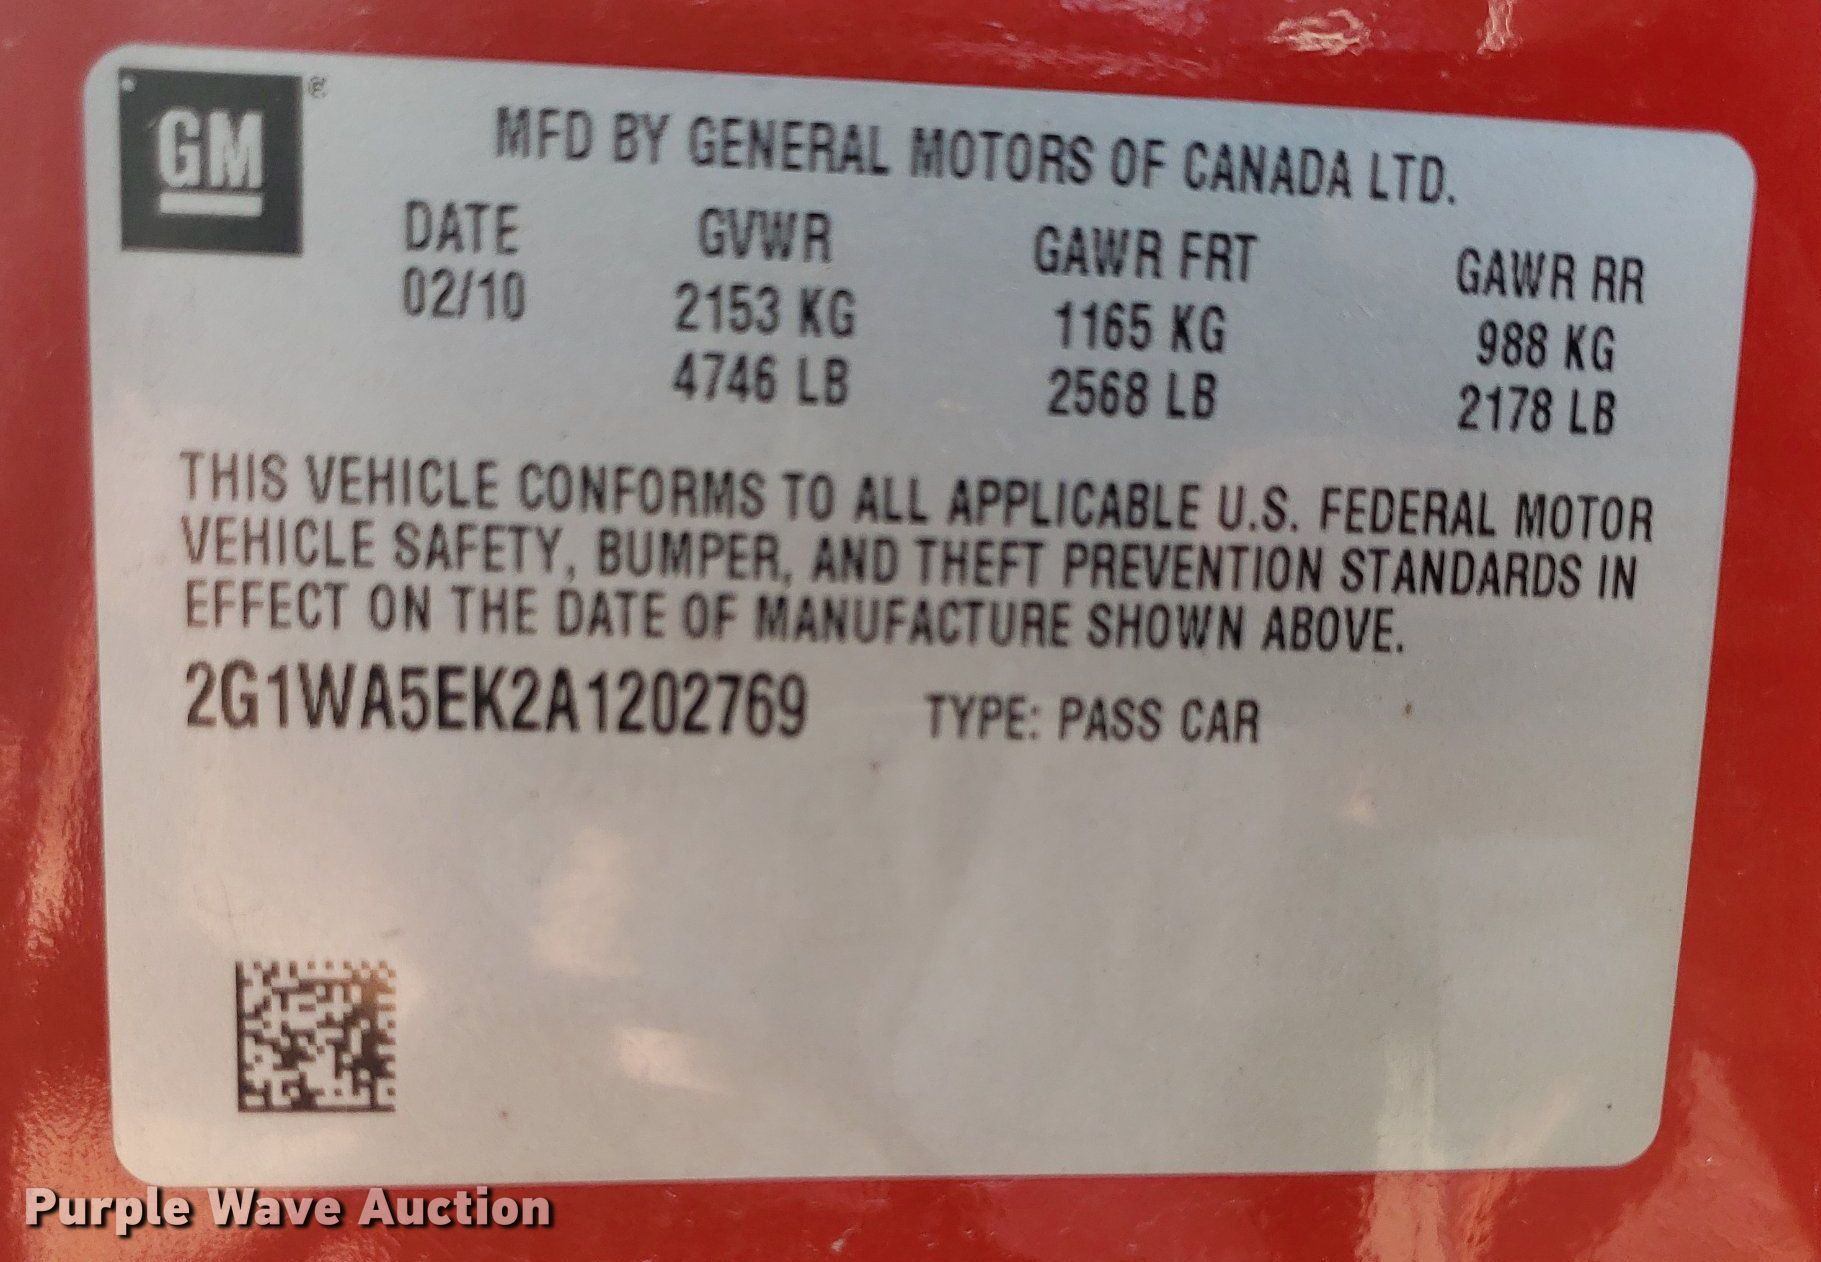 GM ®
MFD BY GENERAL MOTORS OF CANADA LTD.
DATE GVWR GAWR FRT GAWR RR
02/10 2153 KG 1165 KG 988 KG
4746 LB 2568 LB 2178 LB
THIS VEHICLE CONFORMS TO ALL APPLICABLE U.S. FEDERAL MOTOR
VEHICLE SAFETY, BUMPER, AND THEFT PREVENTION STANDARDS IN
EFFECT ON THE DATE OF MANUFACTURE SHOWN ABOVE.
2G1WA5EK2A1202769 TYPE: PASS CAR
Purple Wave Auction